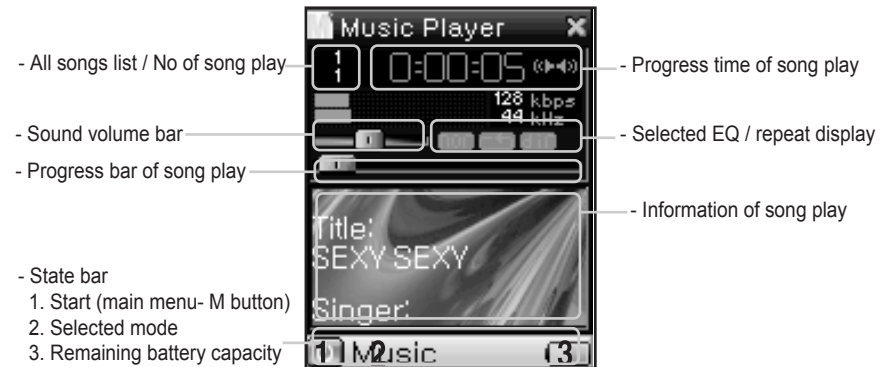 Music Player
- All songs list / No of song play
1
1
0:00:05
- Progress time of song play
128 kbps
44 kHz
- Sound volume bar
nor
- Selected EQ / repeat display
- Progress bar of song play
- Information of song play
Title:
SEXY SEXY
Singer:
- State bar
1. Start (main menu- M button)
2. Selected mode
3. Remaining battery capacity
1 2 3
Music